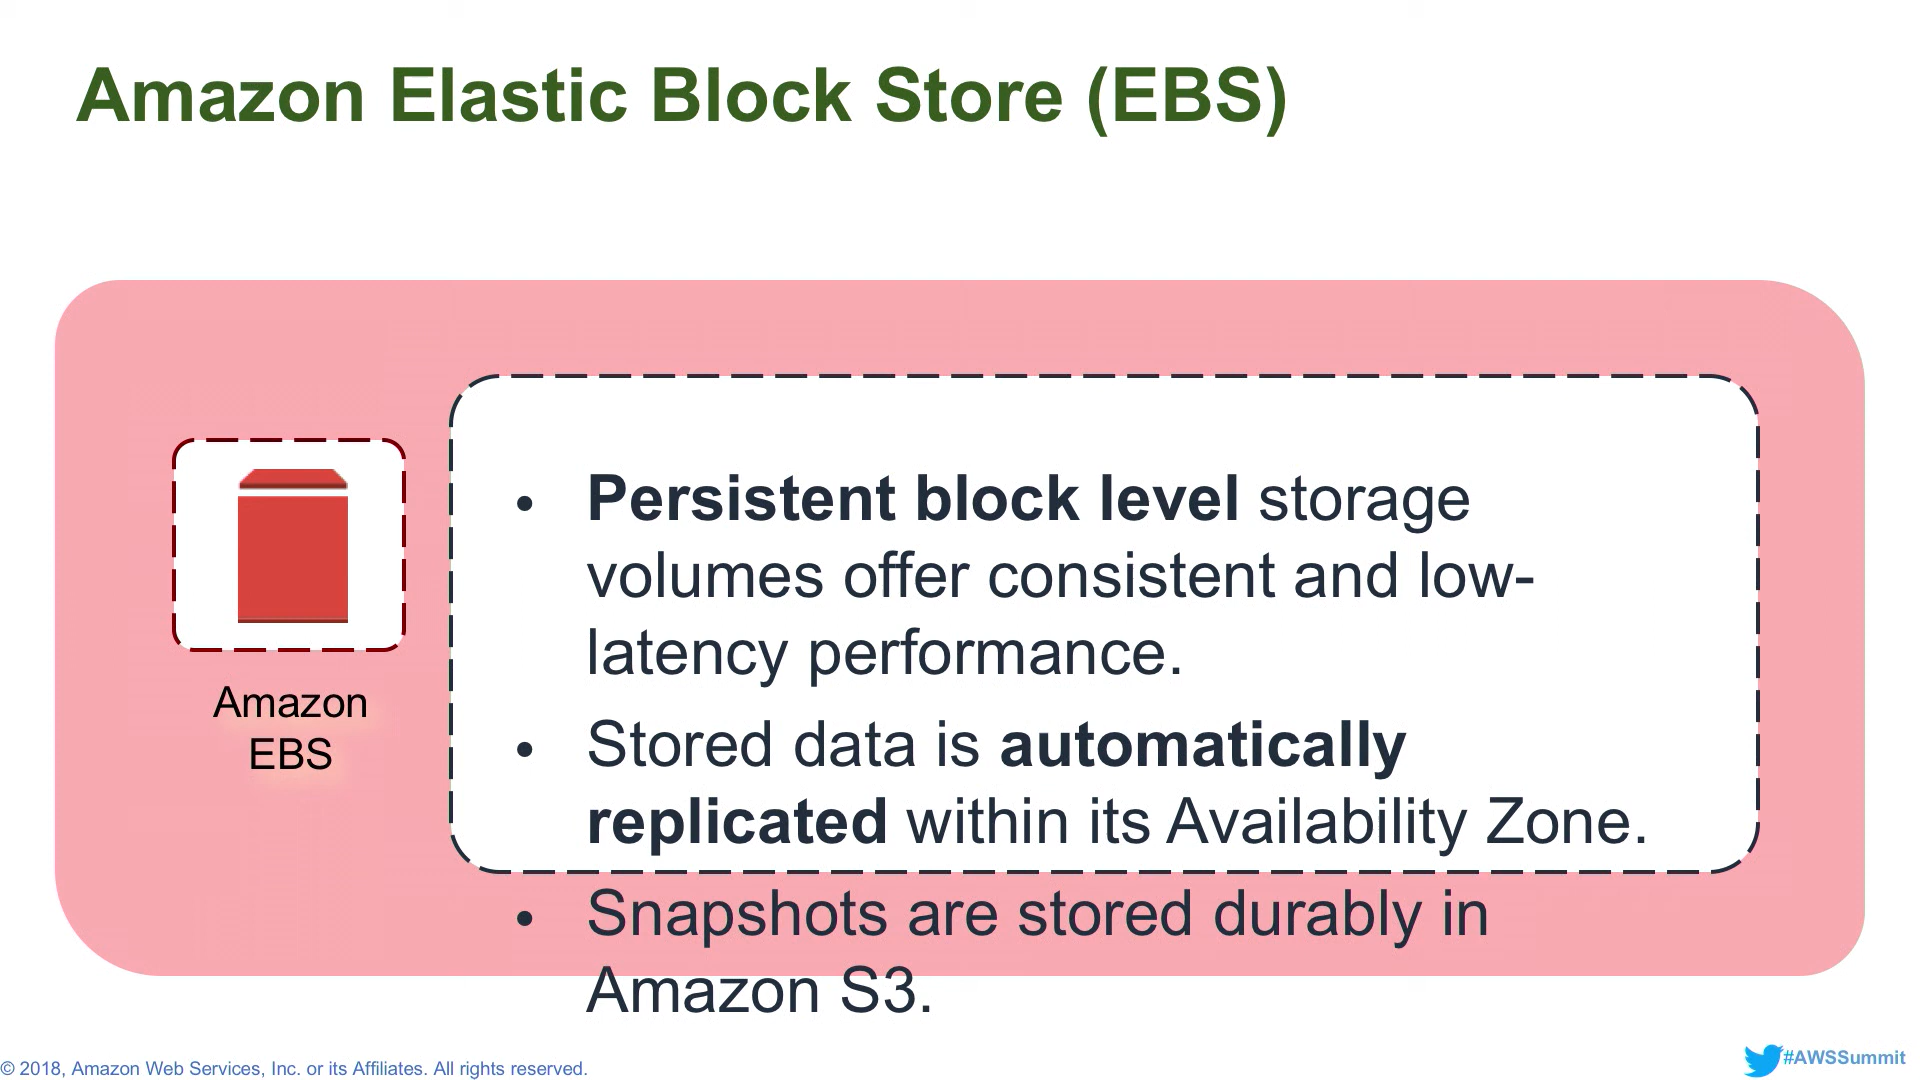 Amazon Elastic Block Store (EBS)
Amazon
EBS
• Persistent block level storage
volumes offer consistent and low-
latency performance.
• Stored data is automatically
replicated within its Availability Zone.
• Snapshots are stored durably in
Amazon S3.
© 2018, Amazon Web Services, Inc. or its Affiliates. All rights reserved.
#AWSSummit